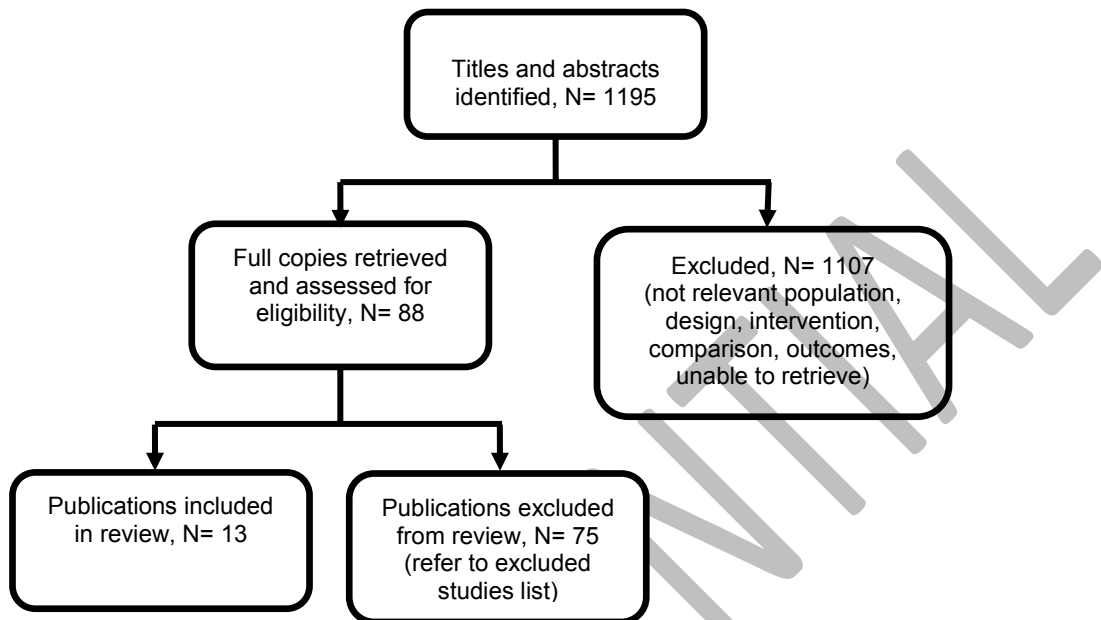 Titles and abstracts
identified, N= 1195
Full copies retrieved
and assessed for
eligibility, N= 88
Excluded, N= 1107
(not relevant population,
design, intervention,
comparison, outcomes,
unable to retrieve)
Publications included
in review, N= 13
Publications excluded
from review, N= 75
(refer to excluded
studies list)
NTIAL